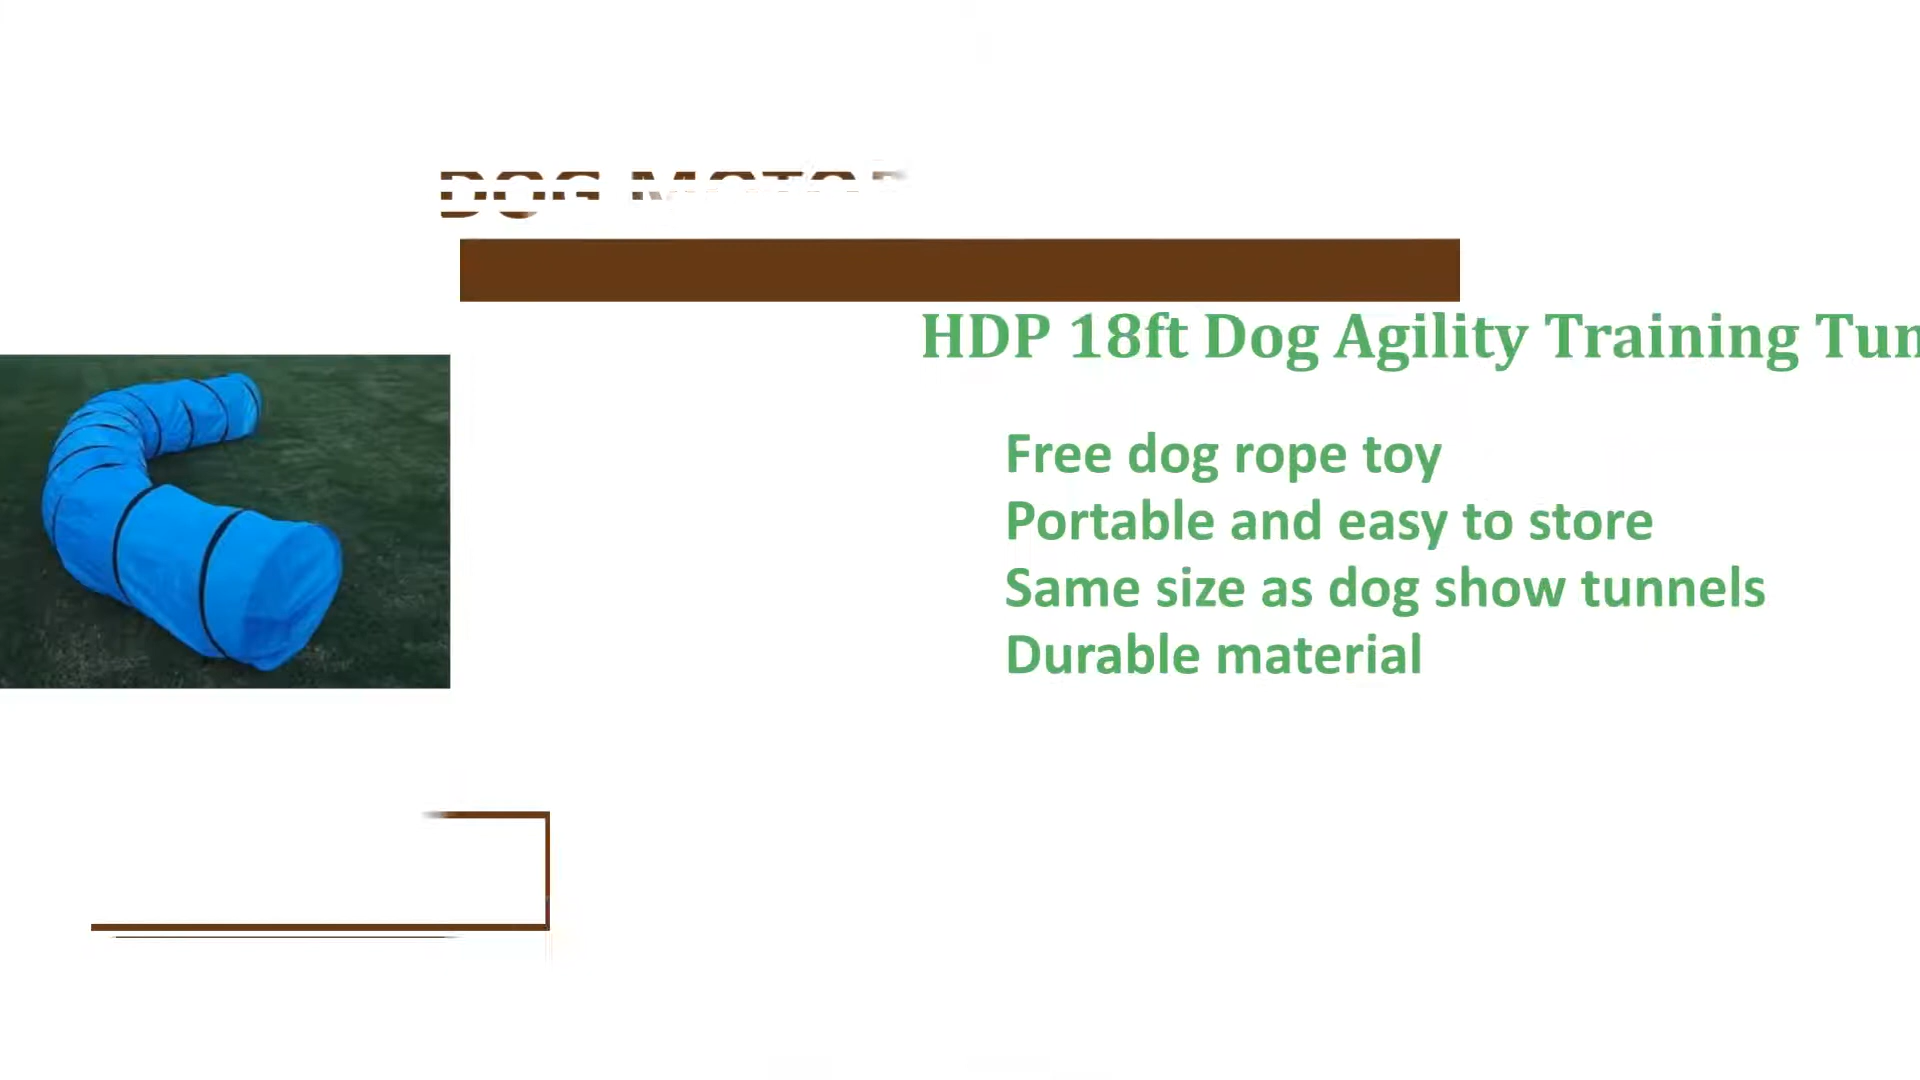 DOG
HDP 18ft Dog Agility Training Tun
Free dog rope toy
Portable and easy to store
Same size as dog show tunnels
Durable material